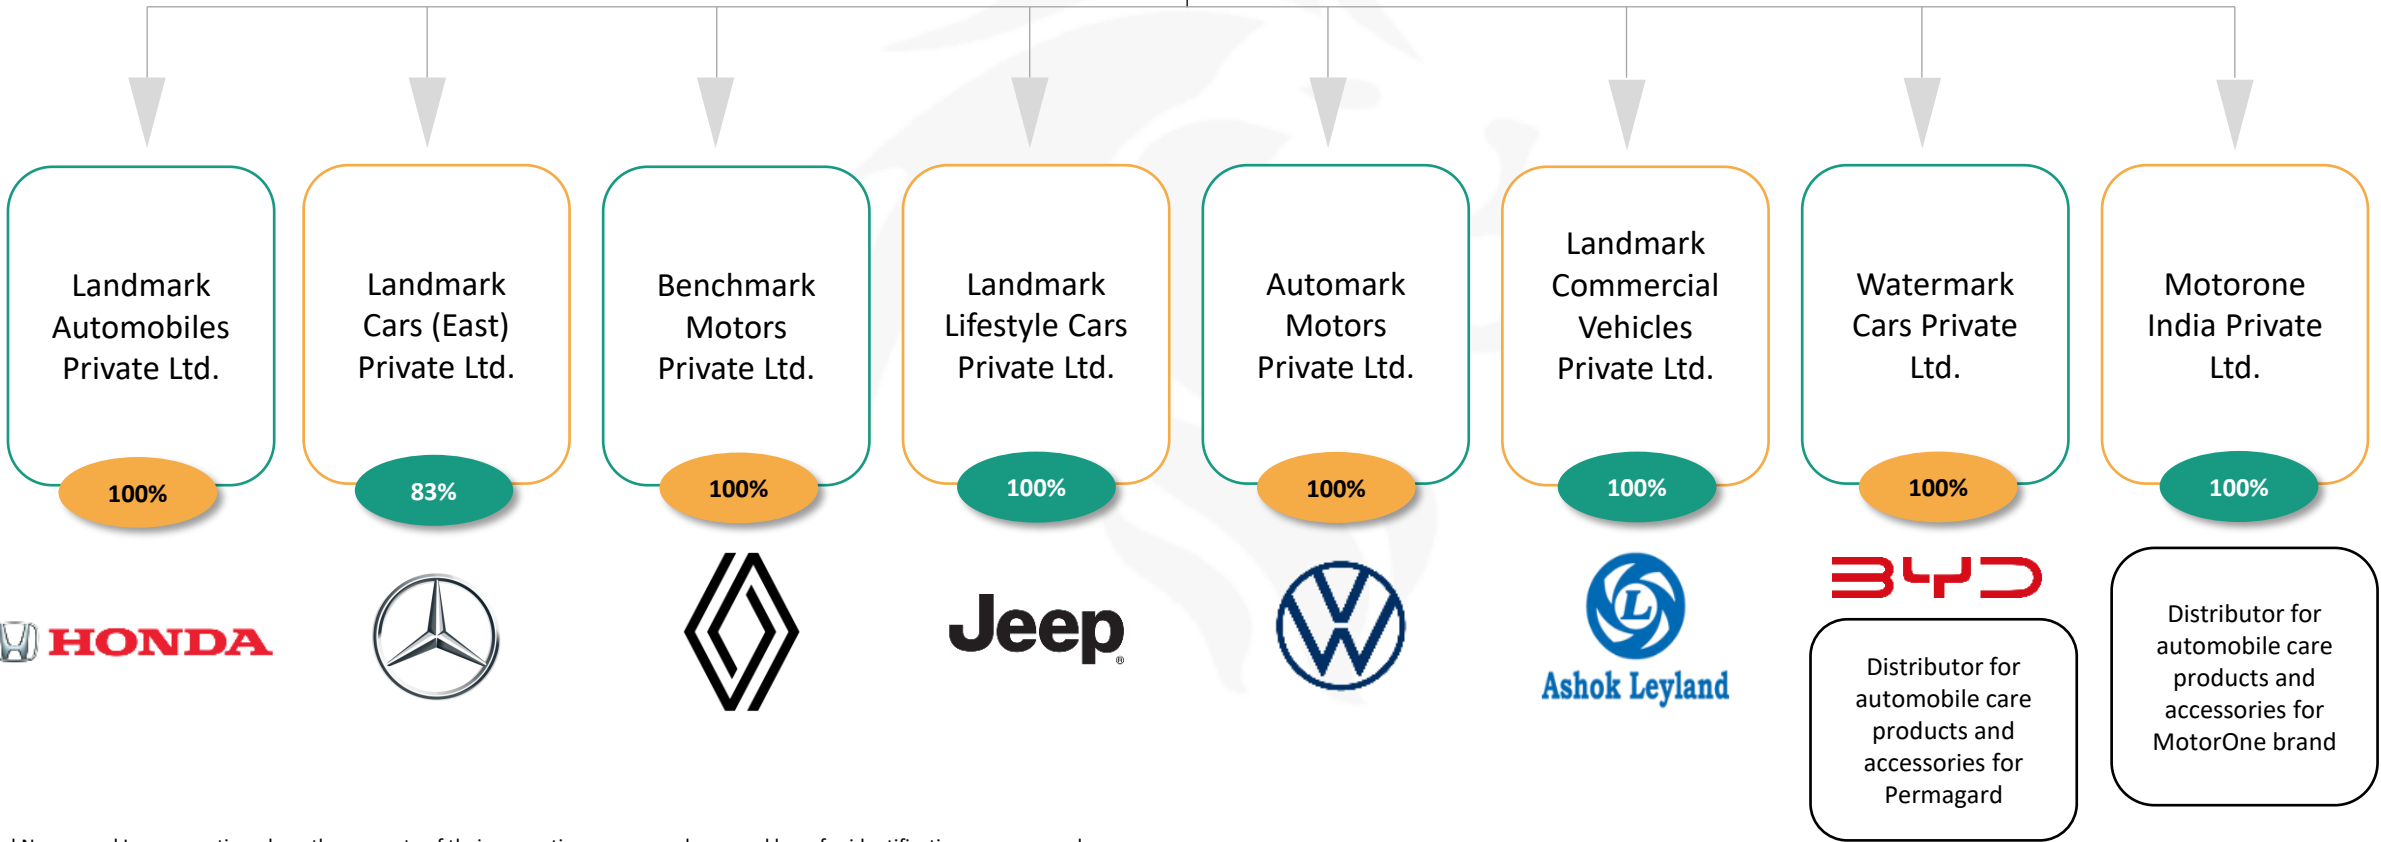 Landmark
Automobiles
Private Ltd.
100%
HONDA
Landmark
Cars (East)
Private Ltd.
83%
Benchmark
Motors
Private Ltd.
100%
Landmark
Lifestyle Cars
Private Ltd.
100%
Jeep
Automark
Motors
Private Ltd.
100%
Landmark
Commercial
Vehicles
Private Ltd.
100%
L
Ashok Leyland
Watermark
Cars Private
Ltd.
100%
BYD
Distributor for
automobile care
products and
accessories for
Permagard
Motorone
India Private
Ltd.
100%
Distributor for
automobile care
products and
accessories for
MotorOne brand